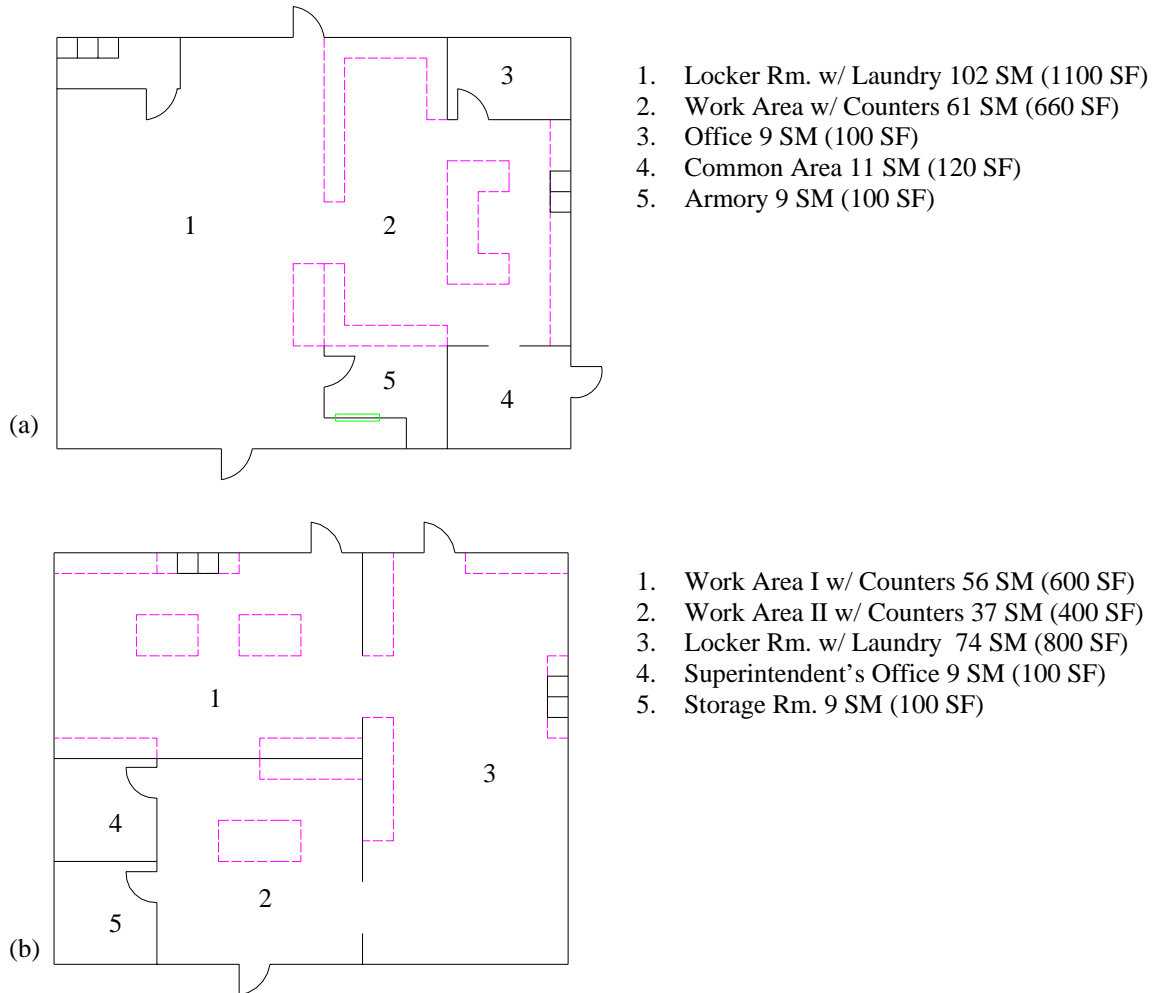 3
1. Locker Rm. w/ Laundry 102 SM (1100 SF)
2. Work Area w/ Counters 61 SM (660 SF)
3. Office 9 SM (100 SF)
4. Common Area 11 SM (120 SF)
5. Armory 9 SM (100 SF)
1
2
5
4
(a)
1. Work Area I w/ Counters 56 SM (600 SF)
2. Work Area II w/ Counters 37 SM (400 SF)
3. Locker Rm. w/ Laundry 74 SM (800 SF)
4. Superintendent’s Office 9 SM (100 SF)
5. Storage Rm. 9 SM (100 SF)
1
3
4
2
5
(b)